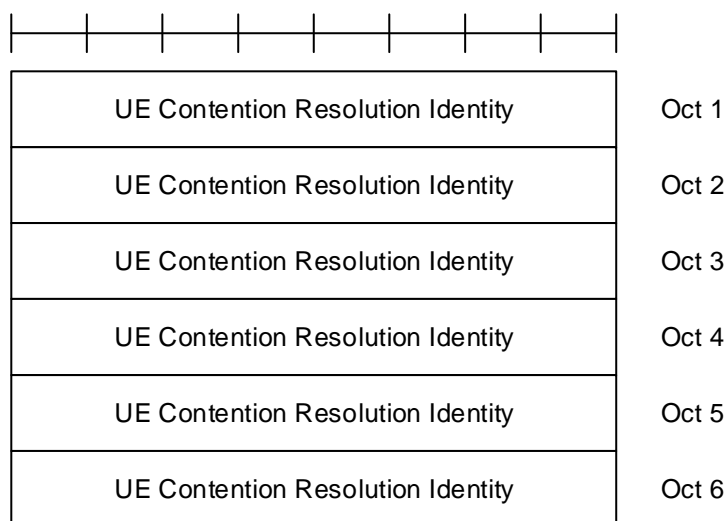 UE Contention Resolution Identity Oct 1
UE Contention Resolution Identity Oct 2
UE Contention Resolution Identity Oct 3
UE Contention Resolution Identity Oct 4
UE Contention Resolution Identity Oct 5
UE Contention Resolution Identity Oct 6